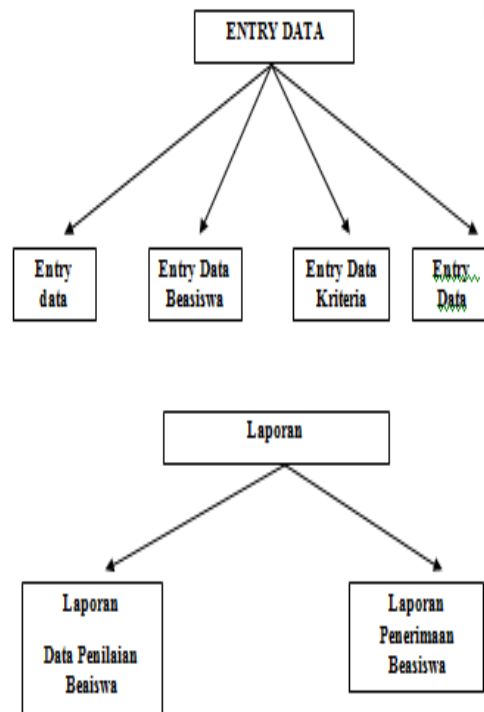 ENTRY DATA
Entry
data
Entry Data
Beasiswa
Entry Data
Kriteria
Entry
Data
Laporan
Laporan
Data Penilaian
Beaiswa
Laporan
Penerimaan
Beasiswa